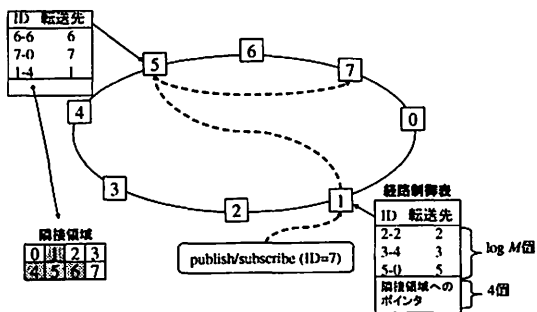 ID 転送先
6-6 6
7-0 7
1-4 1
5
6
7
0
4
3
2
1
隣接領域
0 1 2 3
4 5 6 7
publish/subscribe (ID=7)
経路制御表
ID 転送先
2-2 2
3-4 3
5-0 5
log M個
隣接領域への
ポインタ
4個